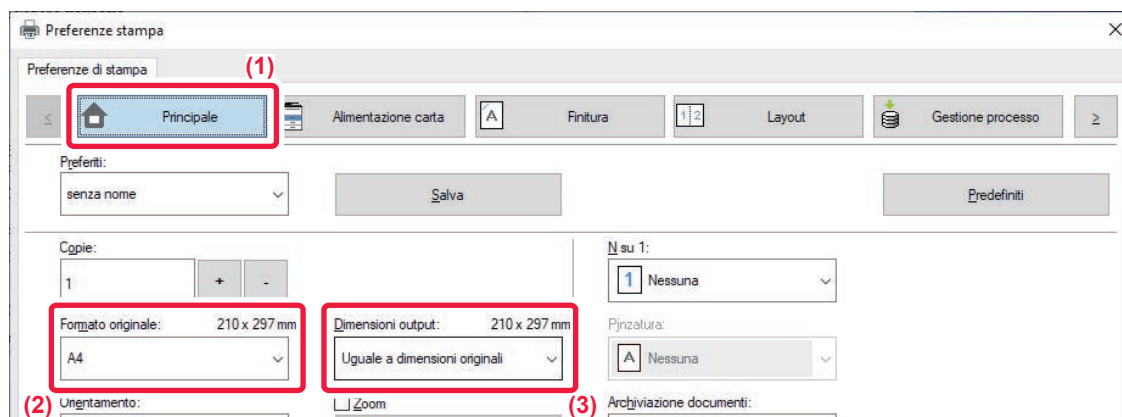 Preferenze stampa
Preferenze di stampa
(1)
< Principale Alimentazione carta A Finitura 1 2 Layout Gestione processo >
Preferiti:
senza nome Salva Predefiniti
Copie: N su 1:
1 + - 1 Nessuna
Formato originale: 210 x 297 mm Dimensioni output: 210 x 297 mm Pinzatura:
A4 Uguale a dimensioni originali A Nessuna
(2) Orientamento: Zoom (3) Archiviazione documenti: